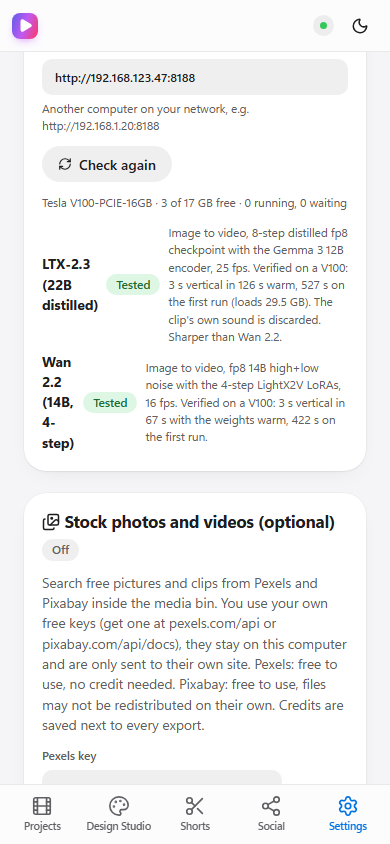 http://192.168.123.47:8188
Another computer on your network, e.g.
http://192.168.1.20:8188
Check again
Tesla V100-PCIE-16GB · 3 of 17 GB free · 0 running, 0 waiting
LTX-2.3
(22B
distilled)
Tested
Image to video, 8-step distilled fp8
checkpoint with the Gemma 3 12B
encoder, 25 fps. Verified on a V100:
3 s vertical in 126 s warm, 527 s on
the first run (loads 29.5 GB). The
clip's own sound is discarded.
Sharper than Wan 2.2.
Wan
2.2
(14B,
4-
step)
Tested
Image to video, fp8 14B high+low
noise with the 4-step LightX2V LoRAs,
16 fps. Verified on a V100: 3 s vertical in
67 s with the weights warm, 422 s on
the first run.
Stock photos and videos (optional)
Off
Search free pictures and clips from Pexels and
Pixabay inside the media bin. You use your own
free keys (get one at pexels.com/api or
pixabay.com/api/docs), they stay on this computer
and are only sent to their own site. Pexels: free to
use, no credit needed. Pixabay: free to use, files
may not be redistributed on their own. Credits are
saved next to every export.
Pexels key
Projects
Design Studio
Shorts
Social
Settings